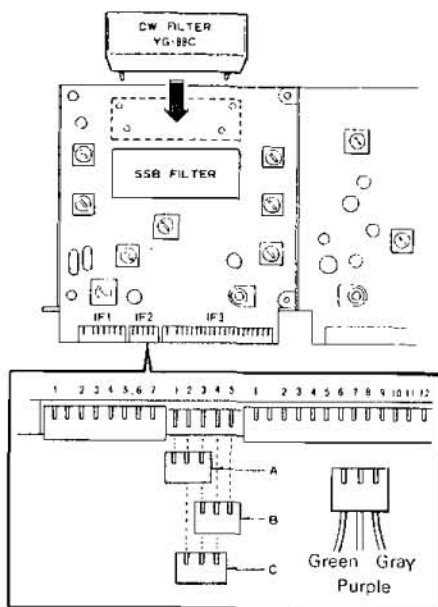 CW FILTER
YG-88C
SSB FILTER
IF1 IF2 IF3
1 2 3 4 5 6 7 1 2 3 4 5 1 2 3 4 5 6 7 8 9 10 11 12
A
B
C
Green Gray
Purple